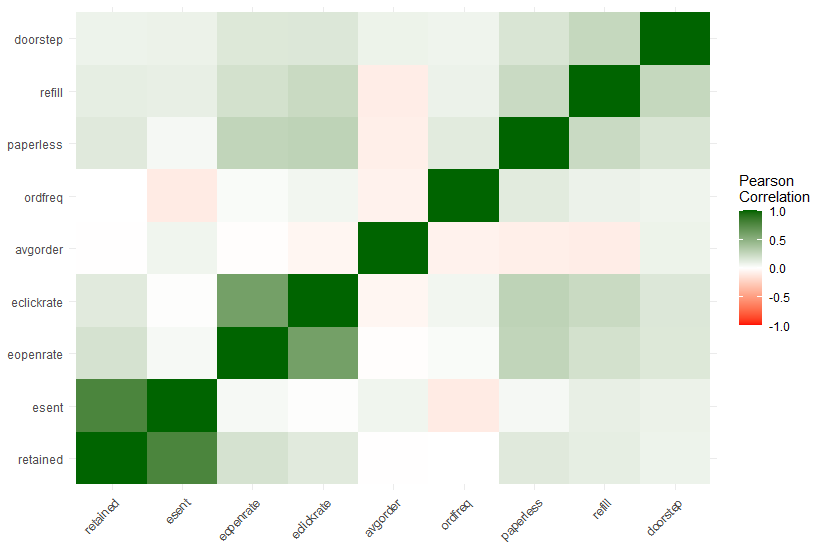 doorstep
refill
paperless
ordfreq
avgorder
eclickrate
eopenrate
esent
retained
retained
esent
eopenrate
eclickrate
avgorder
ordfreq
paperless
refill
doorstep
Pearson
Correlation
1.0
0.5
0.0
-0.5
-1.0